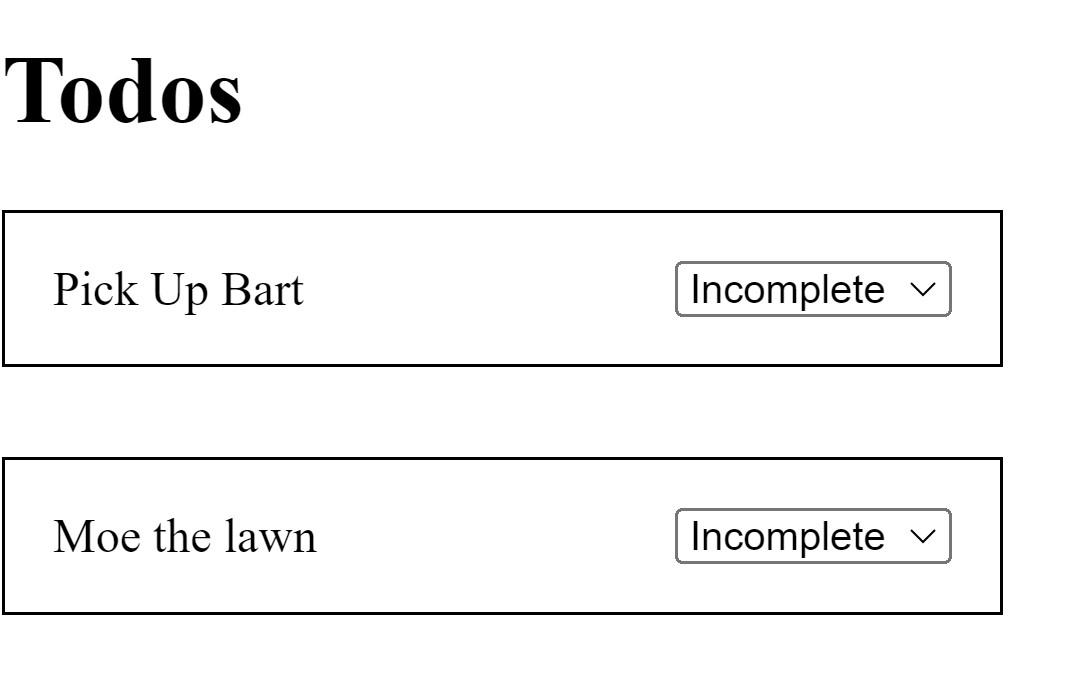 Todos
Pick Up Bart Incomplete
Moe the lawn Incomplete